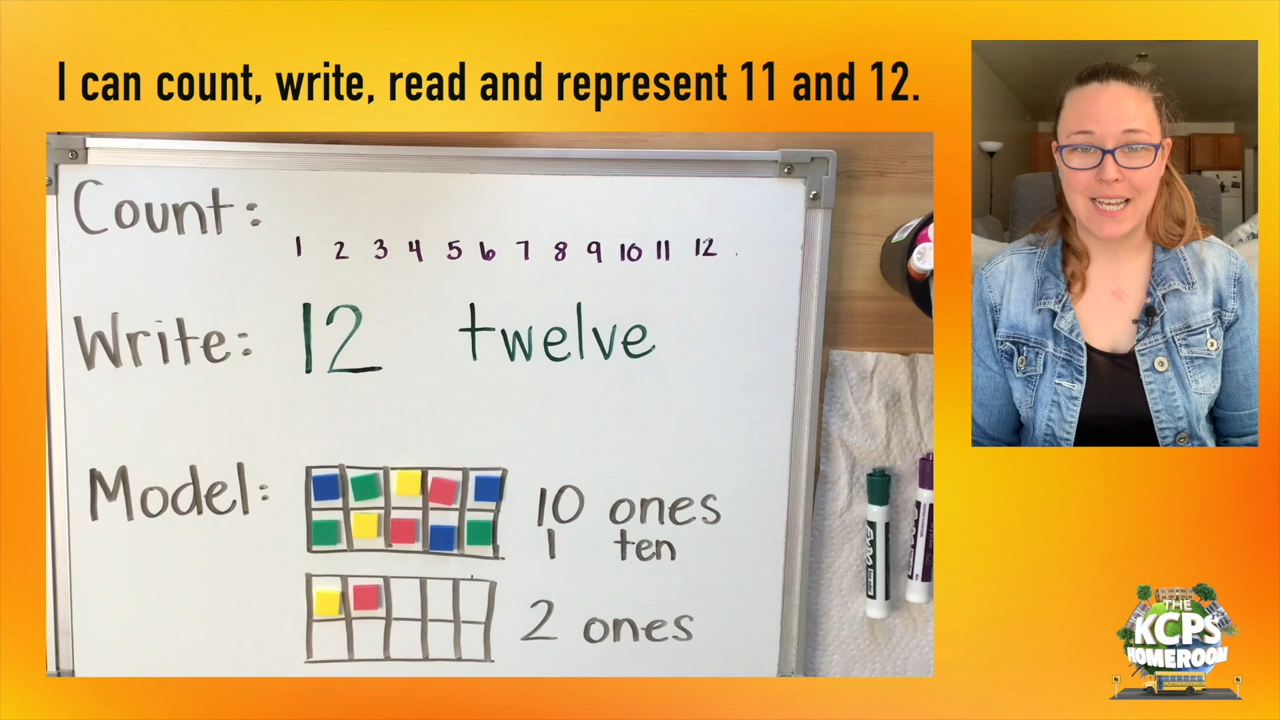 I can count, write, read and represent 11 and 12.
Count:
1 2 3 4 5 6 7 8 9 10 11 12
Write: 12 twelve
Model:
10 ones
1 ten
2 ones
EXPO
THE
KCPS
HOMEROOM